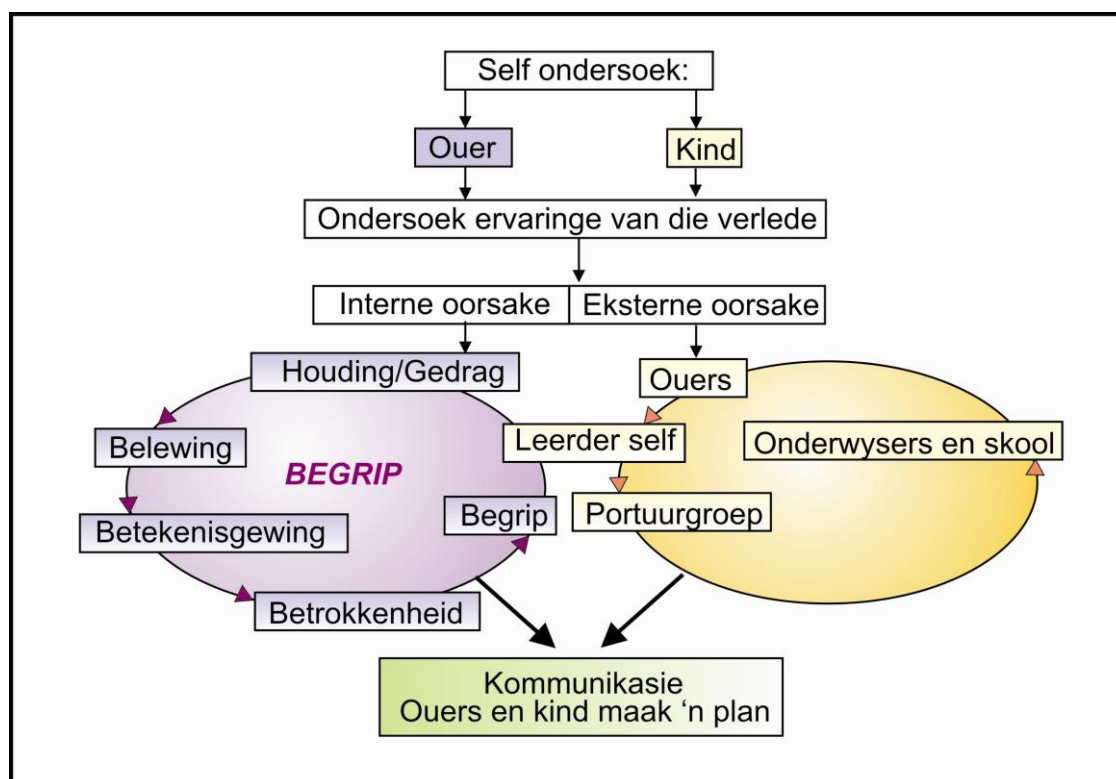 Self ondersoek:
Ouer
Kind
Ondersoek ervaringe van die verlede
Interne oorsake
Eksterne oorsake
Houding/Gedrag
Ouers
Belewing
Leerder self
Onderwysers en skool
BEGRIP
Betekenisgewing
Begrip
Portuurgroep
Betrokkenheid
Kommunikasie
Ouers en kind maak ‘n plan